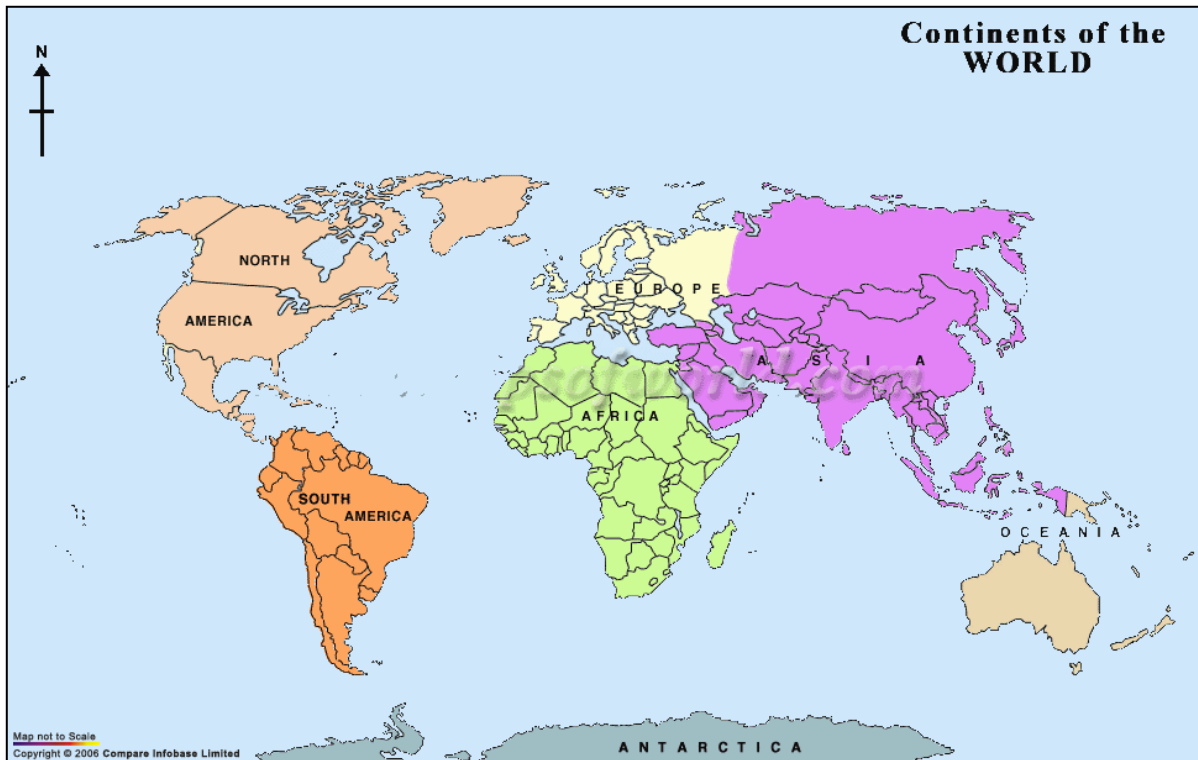 Continents of the
WORLD
N
NORTH
AMERICA
EUROPE
ASIA
AFRICA
SOUTH
AMERICA
OCEANIA
ANTARCTICA
Map not to Scale
Copyright © 2006 Compare Infobase Limited